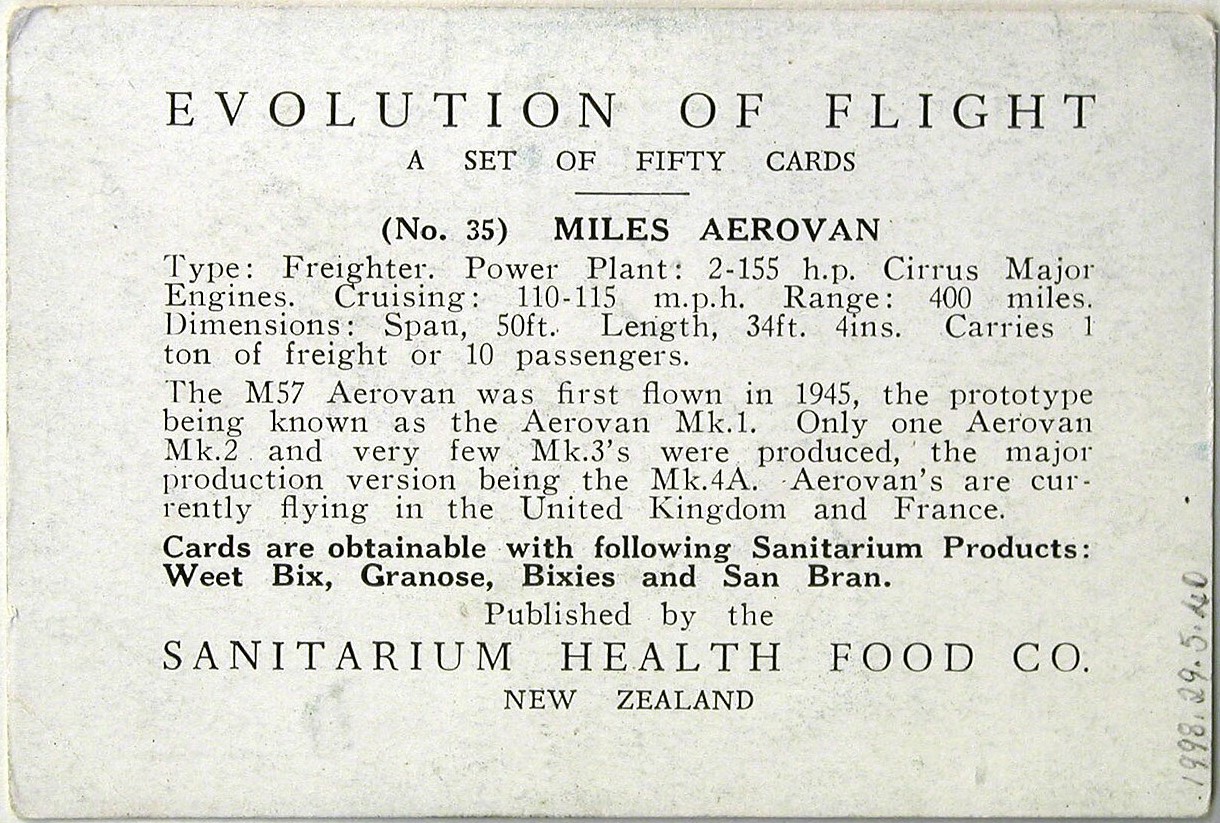 EVOLUTION OF FLIGHT
A SET OF FIFTY CARDS
(No. 35) MILES AEROVAN
Type: Freighter. Power Plant: 2-155 h.p. Cirrus Major
Engines. Cruising: 110-115 m.p.h. Range: 400 miles.
Dimensions: Span, 50ft. Length, 34ft. 4ins. Carries 1
ton of freight or 10 passengers.
The M57 Aerovan was first flown in 1945, the prototype
being known as the Aerovan Mk.1. Only one Aerovan
Mk.2 and very few Mk.3's were produced, the major
production version being the Mk.4A. Aerovan's are cur-
rently flying in the United Kingdom and France.
Cards are obtainable with following Sanitarium Products:
Weet Bix, Granose, Bixies and San Bran.
Published by the
SANITARIUM HEALTH FOOD CO.
NEW ZEALAND
1998.29.5.40